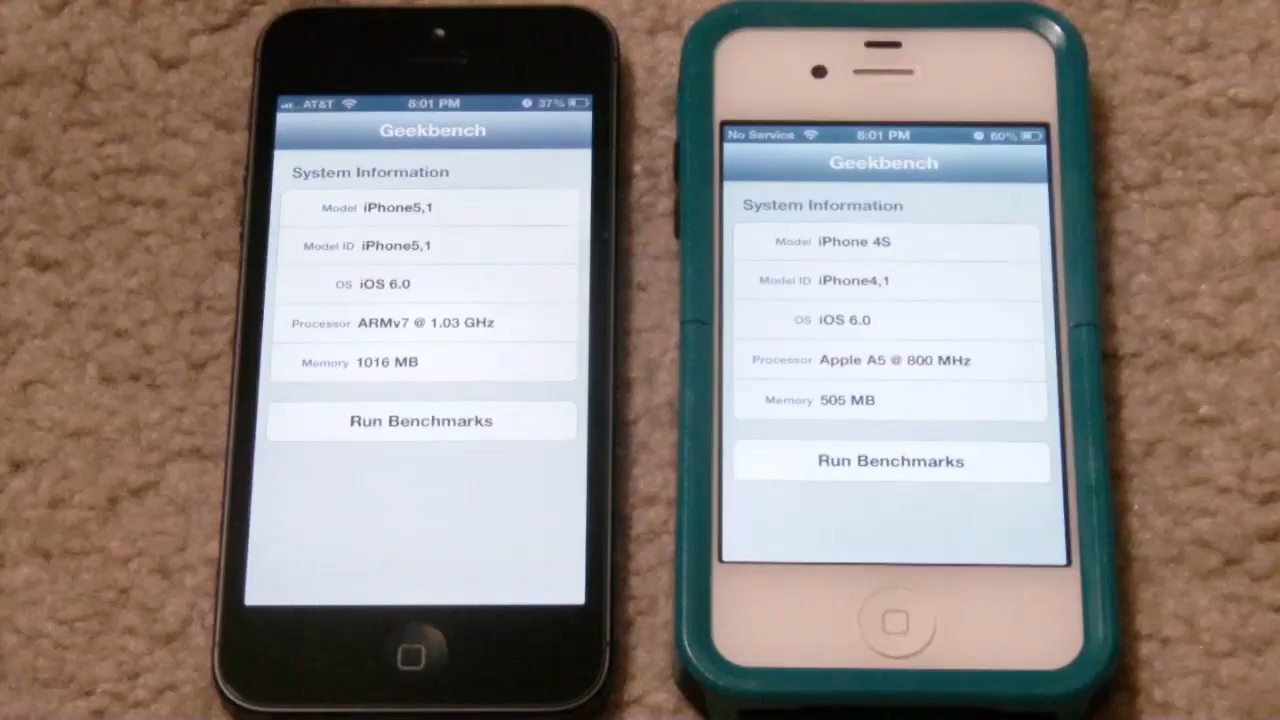 AT&T 8:01 PM 37%
Geekbench
System Information
Model iPhone5,1
Model ID iPhone5,1
OS iOS 6.0
Processor ARMv7 @ 1.03 GHz
Memory 1016 MB
Run Benchmarks
No Service 8:01 PM 60%
Geekbench
System Information
Model iPhone 4S
Model ID iPhone4,1
OS iOS 6.0
Processor Apple A5 @ 800 MHz
Memory 505 MB
Run Benchmarks